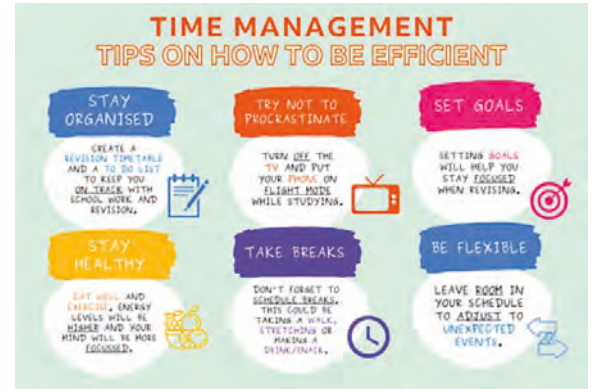 TIME MANAGEMENT
TIPS ON HOW TO BE EFFICIENT
STAY
ORGANISED
CREATE A
REVISION TIMETABLE
AND A TO DO LIST
TO KEEP YOU
ON TRACK WITH
SCHOOL WORK AND
REVISION.
TRY NOT TO
PROCRASTINATE
TURN OFF THE
TV AND PUT
YOUR PHONE ON
FLIGHT MODE
WHILE STUDYING.
SET GOALS
SETTING GOALS
WILL HELP YOU
STAY FOCUSED
WHEN REVISING.
STAY
HEALTHY
EAT WELL AND
EXERCISE, ENERGY
LEVELS WILL BE
HIGHER AND YOUR
MIND WILL BE MORE
FOCUSSED.
TAKE BREAKS
DON'T FORGET TO
SCHEDULE BREAKS.
THIS COULD BE
TAKING A WALK,
STRETCHING OR
MAKING A
DRINK/SNACK.
BE FLEXIBLE
LEAVE ROOM IN
YOUR SCHEDULE
TO ADJUST TO
UNEXPECTED
EVENTS.